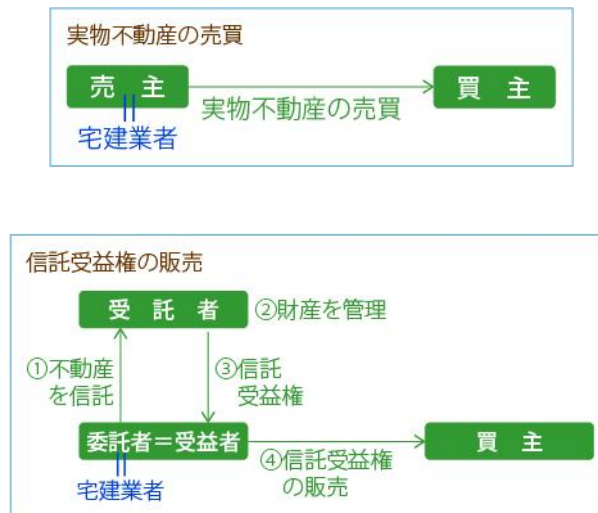 実物不動産の売買
売 主
買 主
実物不動産の売買
宅建業者
信託受益権の販売
受 託 者
②財産を管理
①不動産
を信託
③信託
受益権
委託者＝受益者
買 主
④信託受益権
の販売
宅建業者